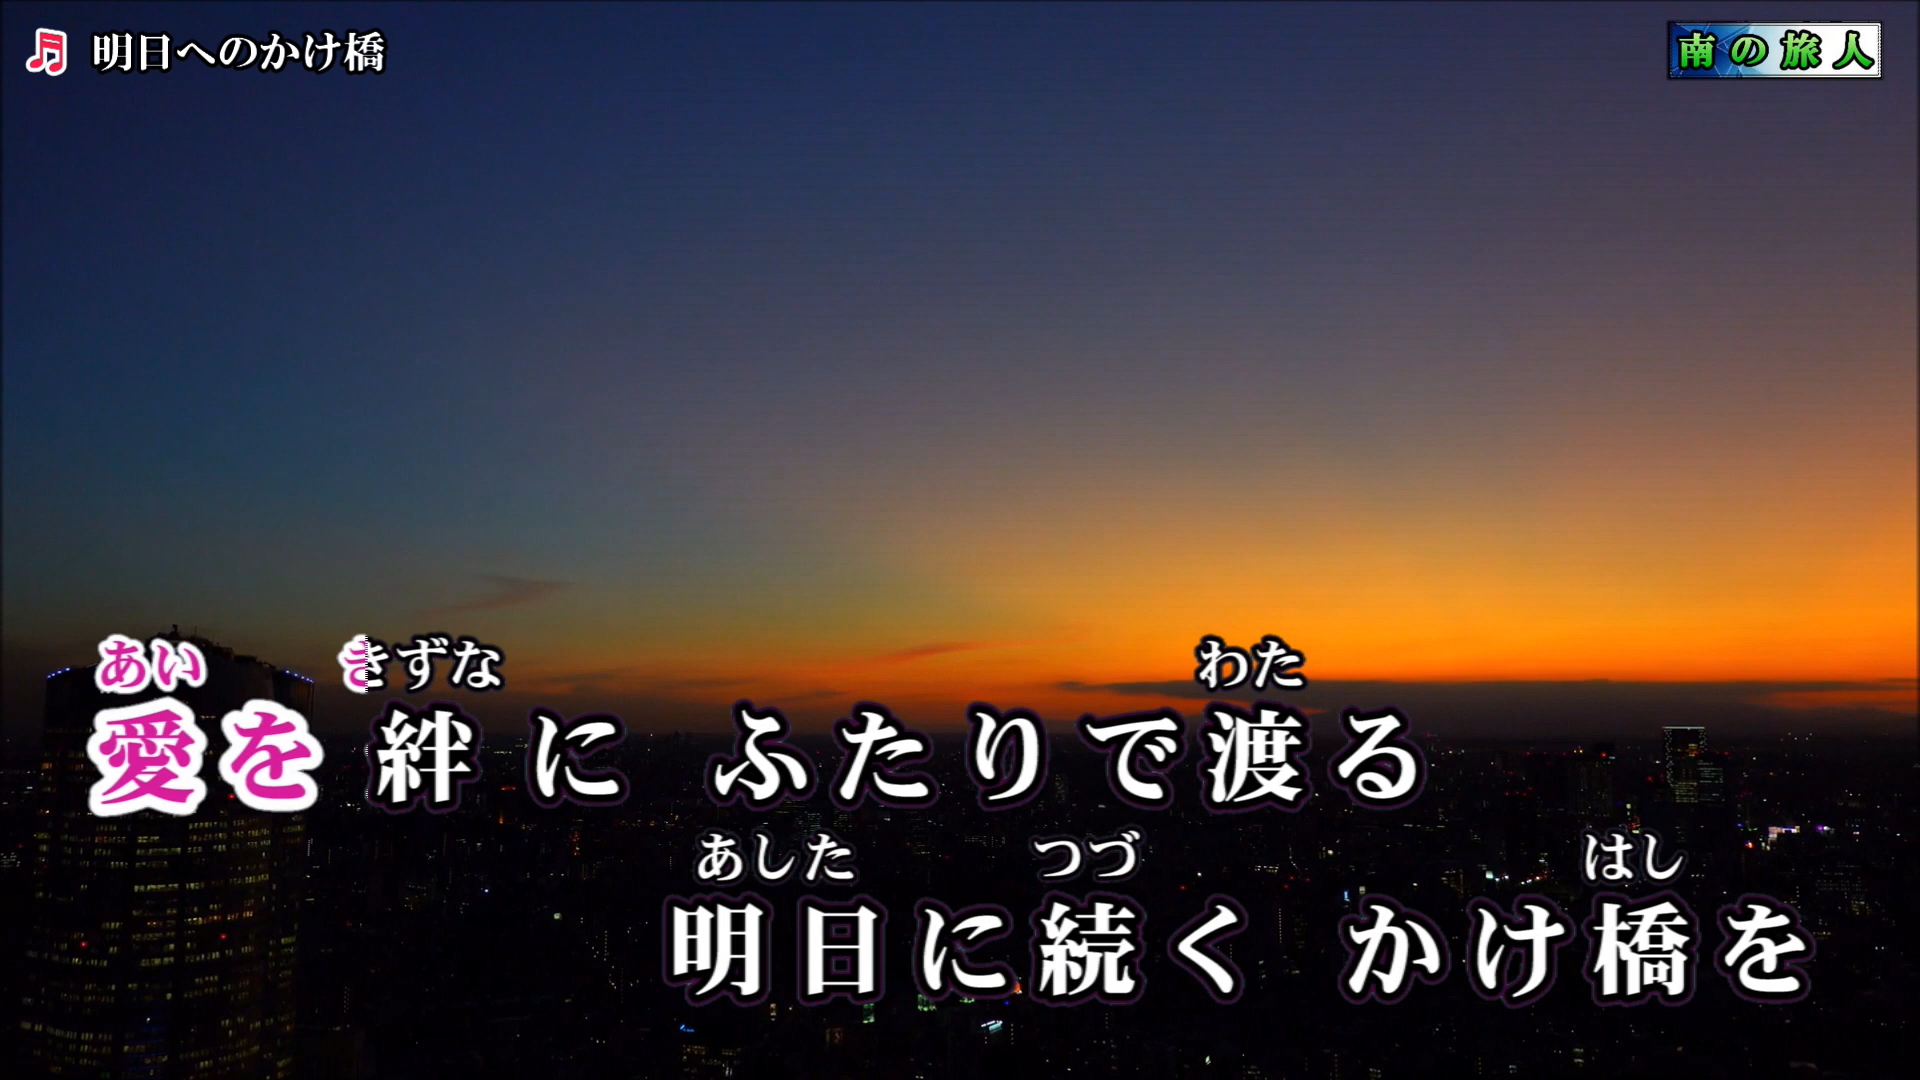 明日へのかけ橋
南の旅人
あい きずな わた
愛を絆に ふたりで渡る
あした つづ はし
明日に続く かけ橋を